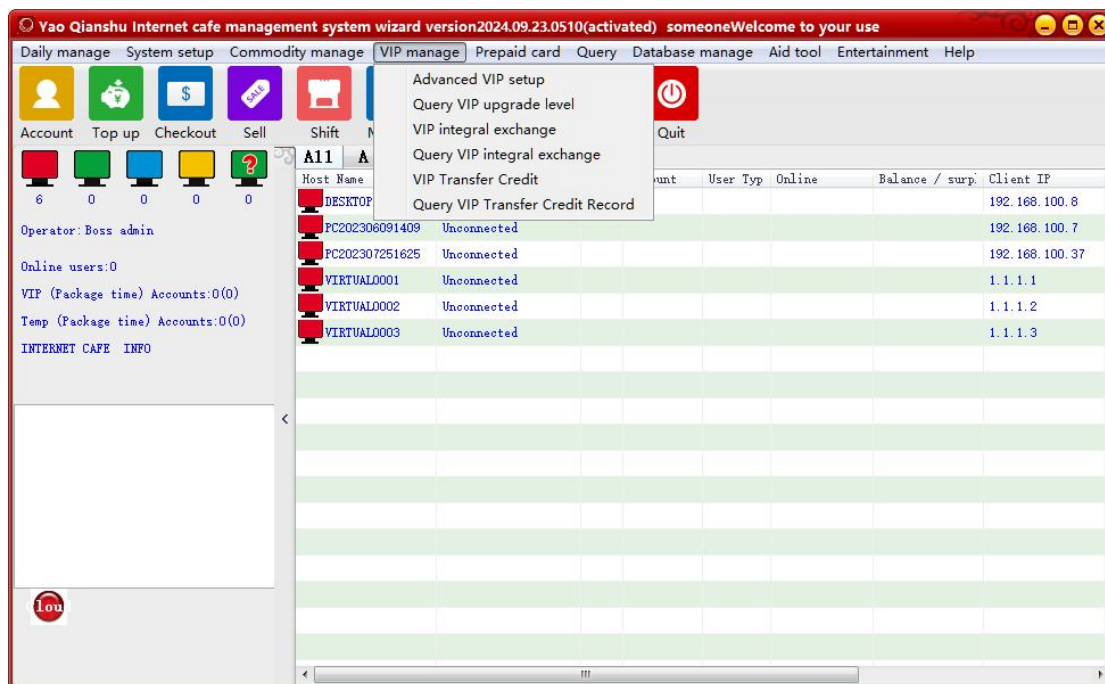 Yao Qianshu Internet cafe management system wizard version2024.09.23.0510(activated) someoneWelcome to your use
Daily manage System setup Commodity manage VIP manage Prepaid card Query Database manage Aid tool Entertainment Help
Advanced VIP setup
Query VIP upgrade level
VIP integral exchange
Query VIP integral exchange
VIP Transfer Credit
Query VIP Transfer Credit Record
$
SALE
Account Top up Checkout Sell Shift Quit
6 0 0 0 0
Operator:Boss admin
Online users:0
VIP (Package time) Accounts:0(0)
Temp (Package time) Accounts:0(0)
INTERNET CAFE INFO
All A
Host Name User Typ Online Balance / surp. Client IP
DESKTOP 192.168.100.8
PC202306091409 Unconnected 192.168.100.7
PC202307251625 Unconnected 192.168.100.37
VIRTUAL0001 Unconnected 1.1.1.1
VIRTUAL0002 Unconnected 1.1.1.2
VIRTUAL0003 Unconnected 1.1.1.3